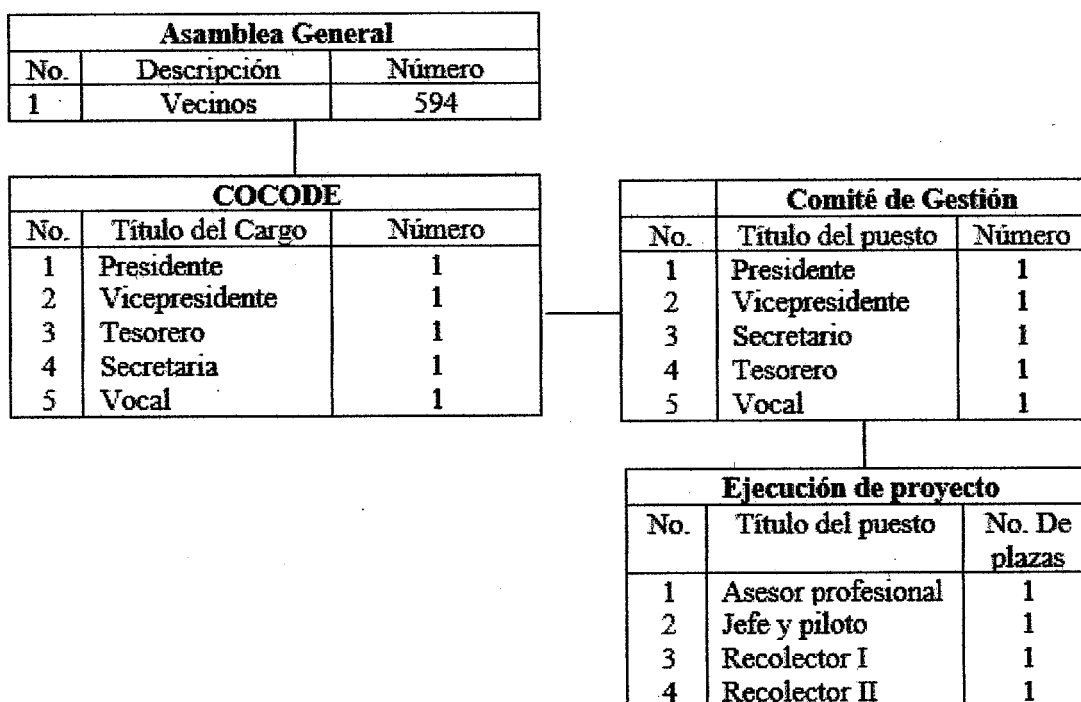 Asamblea General
No. Descripción Número
1 Vecinos 594
COCODE
No. Título del Cargo Número
1 Presidente 1
2 Vicepresidente 1
3 Tesorero 1
4 Secretaria 1
5 Vocal 1
Comité de Gestión
No. Título del puesto Número
1 Presidente 1
2 Vicepresidente 1
3 Secretario 1
4 Tesorero 1
5 Vocal 1
Ejecución de proyecto
No. Título del puesto No. De
plazas
1 Asesor profesional 1
2 Jefe y piloto 1
3 Recolector I 1
4 Recolector II 1